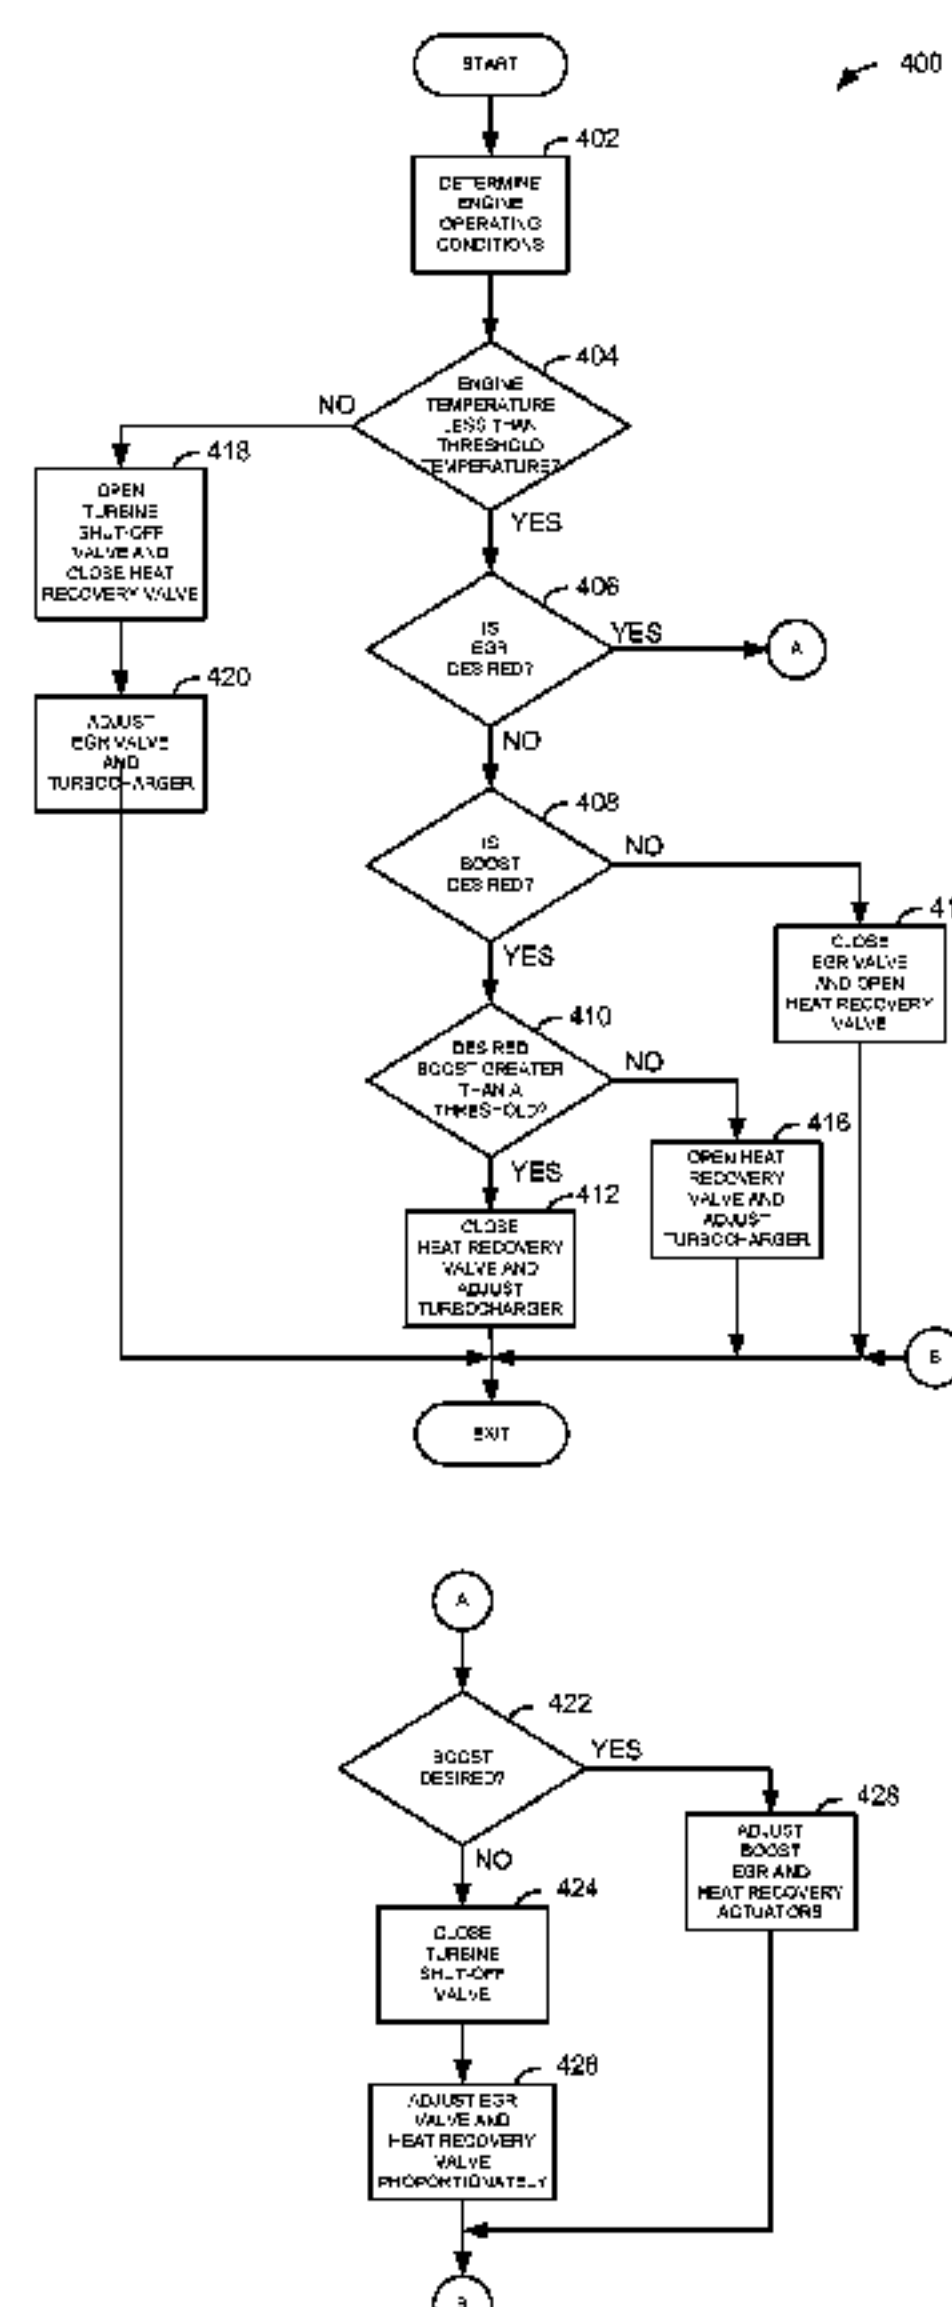 START
400
402
DETERMINE
ENGINE
OPERATING
CONDITIONS
404
ENGINE
TEMPERATURE
LESS THAN
THRESHOLD
TEMPERATURE?
NO
YES
418
OPEN
TURBINE
SHUT-OFF
VALVE AND
CLOSE HEAT
RECOVERY VALVE
406
IS
EGR
DESIRED?
YES
A
NO
420
ADJUST
EGR VALVE
AND
TURBOCHARGER
408
IS
BOOST
DESIRED?
NO
YES
CLOSE
EGR VALVE
AND OPEN
HEAT RECOVERY
VALVE
410
DESIRED
BOOST GREATER
THAN A
THRESHOLD?
NO
YES
416
OPEN HEAT
RECOVERY
VALVE AND
ADJUST
TURBOCHARGER
412
CLOSE
HEAT RECOVERY
VALVE AND
ADJUST
TURBOCHARGER
B
EXIT
A
422
BOOST
DESIRED?
YES
NO
428
ADJUST
BOOST
EGR AND
HEAT RECOVERY
ACTUATORS
424
CLOSE
TURBINE
SHUT-OFF
VALVE
426
ADJUST EGR
VALVE AND
HEAT RECOVERY
VALVE
PROPORTIONATELY
B